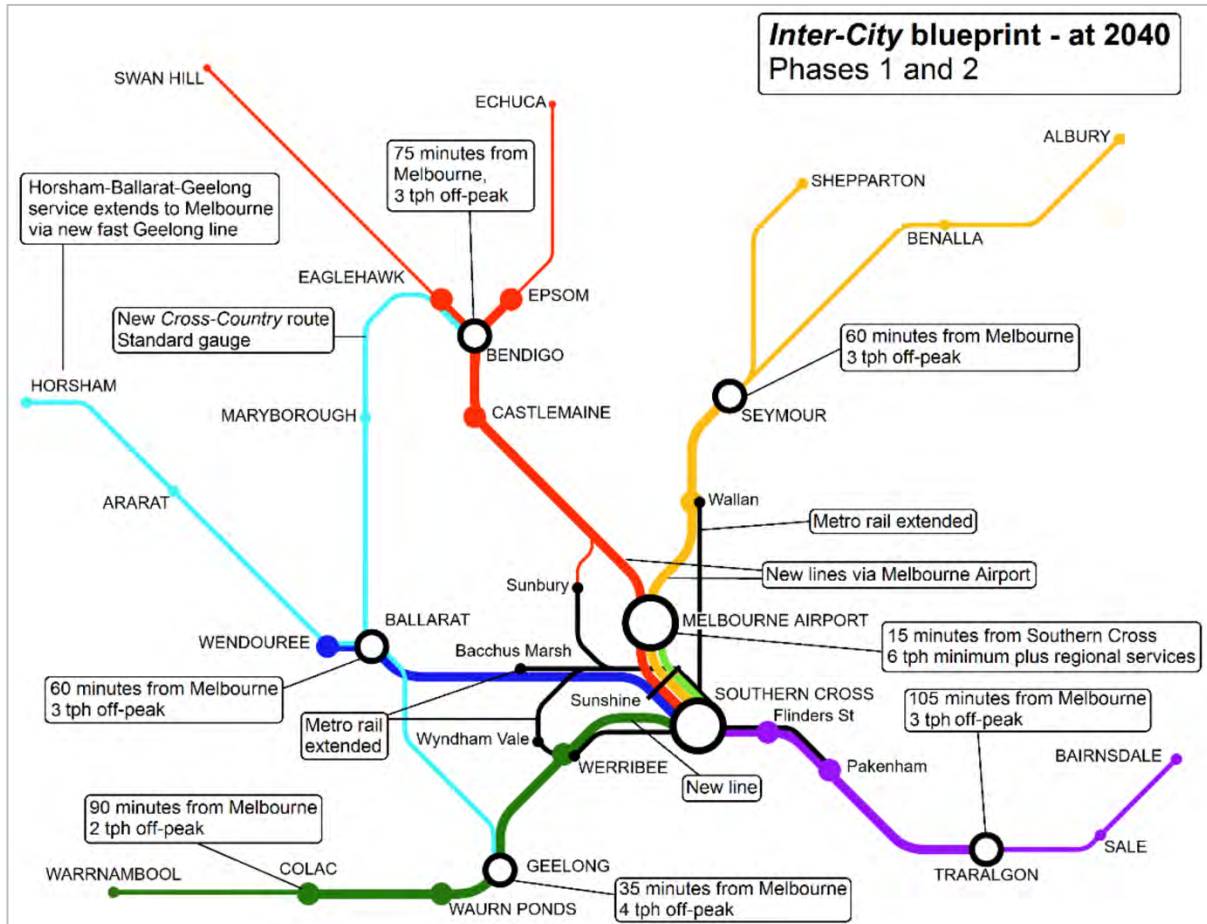 Inter-City blueprint - at 2040
Phases 1 and 2
SWAN HILL
ECHUCA
ALBURY
75 minutes from
Melbourne,
3 tph off-peak
SHEPPARTON
Horsham-Ballarat-Geelong
service extends to Melbourne
via new fast Geelong line
BENALLA
EAGLEHAWK
EPSOM
New Cross-Country route
Standard gauge
BENDIGO
60 minutes from Melbourne
3 tph off-peak
HORSHAM
MARYBOROUGH
CASTLEMAINE
SEYMOUR
ARARAT
Wallan
Metro rail extended
Sunbury
New lines via Melbourne Airport
BALLARAT
MELBOURNE AIRPORT
WENDOUREE
Bacchus Marsh
15 minutes from Southern Cross
6 tph minimum plus regional services
60 minutes from Melbourne
3 tph off-peak
Sunshine
SOUTHERN CROSS
Flinders St
105 minutes from Melbourne
3 tph off-peak
Metro rail
extended
Wyndham Vale
WERRIBEE
Pakenham
BAIRNSDALE
New line
90 minutes from Melbourne
2 tph off-peak
WARRNAMBOOL
COLAC
GEELONG
SALE
TRARALGON
WAURN PONDS
35 minutes from Melbourne
4 tph off-peak